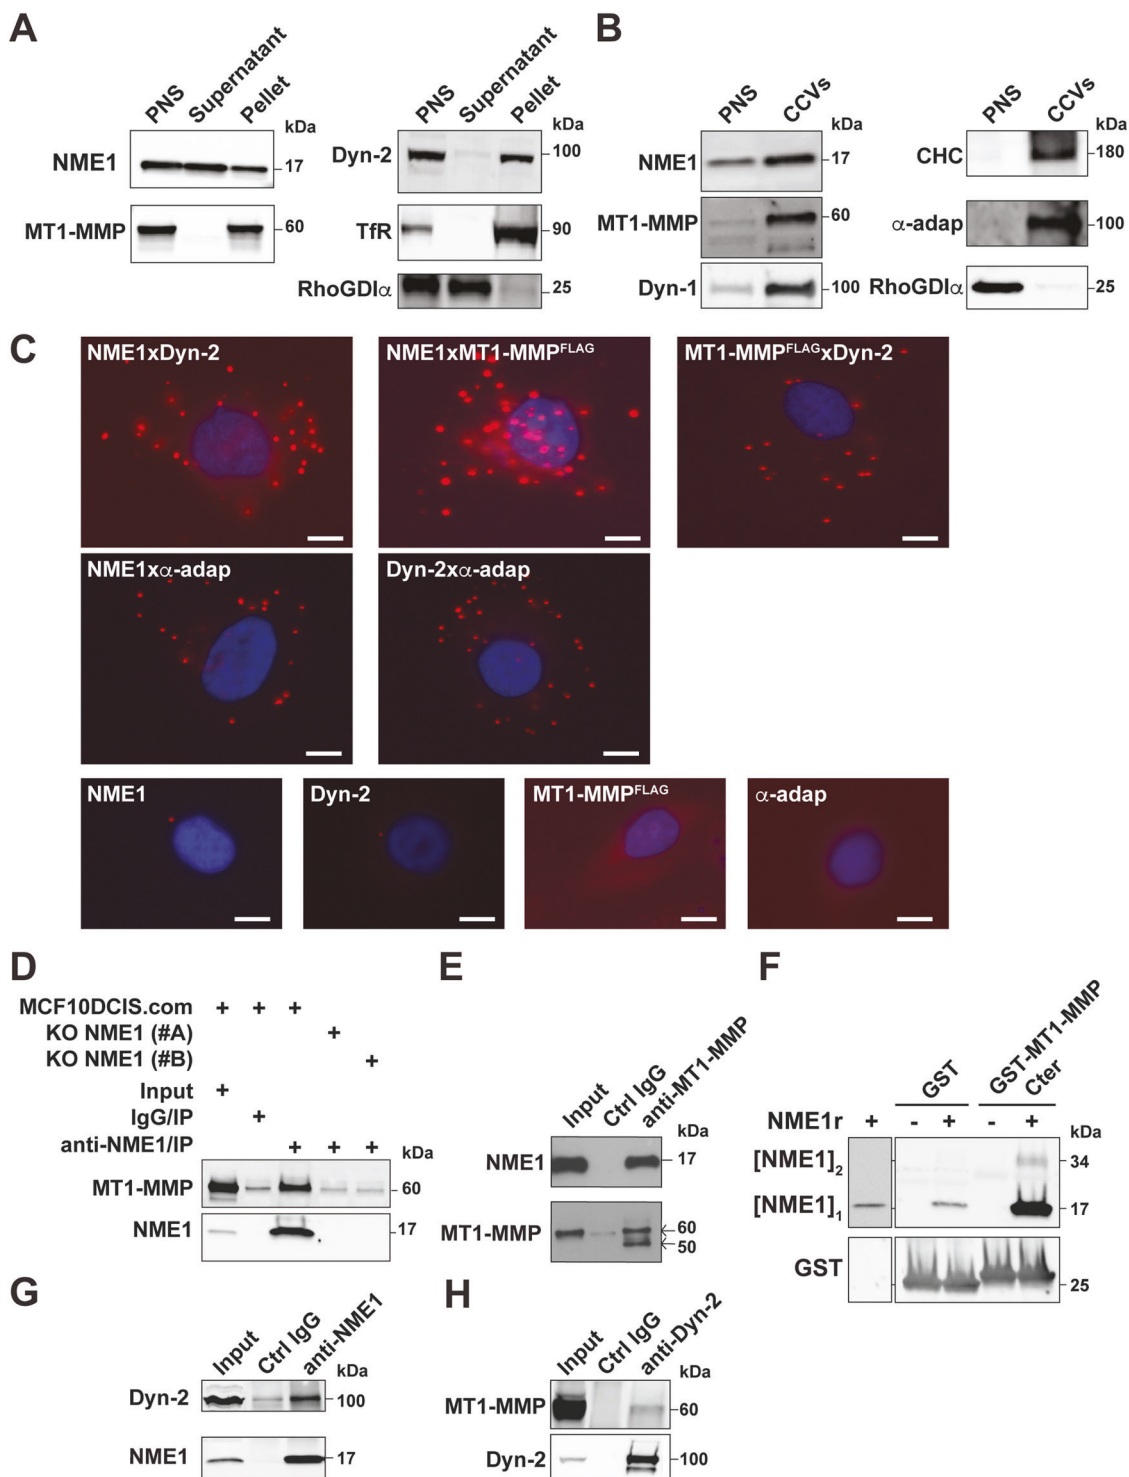 A
PNS Supernatant Pellet
kDa
NME1
17
MT1-MMP
60
PNS Supernatant Pellet
kDa
Dyn-2
100
TfR
90
RhoGDIα
25
B
PNS CCVs
kDa
NME1
17
MT1-MMP
60
Dyn-1
100
PNS CCVs
kDa
CHC
180
α-adap
100
RhoGDIα
25
C
NME1xDyn-2
NME1xMT1-MMPFLAG
MT1-MMPFLAGxDyn-2
NME1xα-adap
Dyn-2xα-adap
NME1
Dyn-2
MT1-MMPFLAG
α-adap
D
MCF10DCIS.com + + +
KO NME1 (#A) +
KO NME1 (#B) +
Input +
IgG/IP +
anti-NME1/IP + + +
kDa
MT1-MMP
60
NME1
17
E
Input Ctrl IgG anti-MT1-MMP
kDa
NME1
17
MT1-MMP
60
50
F
GST
GST-MT1-MMP
Cter
NME1r + - + - +
kDa
[NME1]2
34
[NME1]1
17
GST
25
G
Input Ctrl IgG anti-NME1
kDa
Dyn-2
100
NME1
17
H
Input Ctrl IgG anti-Dyn-2
kDa
MT1-MMP
60
Dyn-2
100